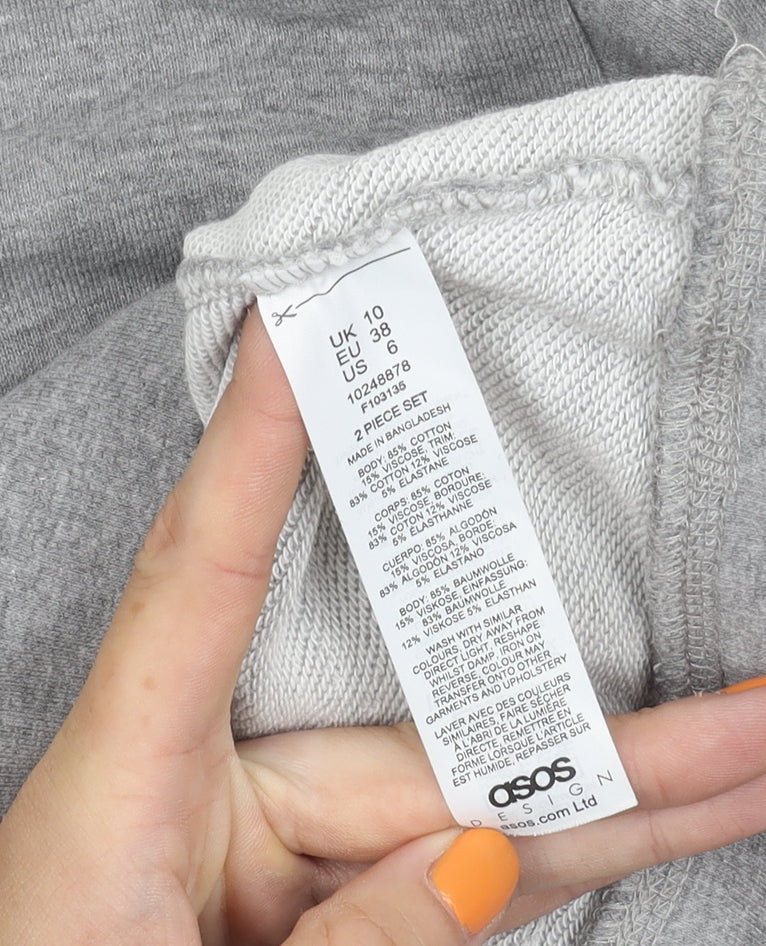 UK 10
EU 38
US 6
10248878
F103135
2 PIECE SET
MADE IN BANGLADESH
BODY: 85% COTTON
15% VISCOSE, TRIM:
83% COTTON 12% VISCOSE
5% ELASTANE
CORPS: 85% COTON
15% VISCOSE, BORDURE:
83% COTON 12% VISCOSE
5% ELASTHANNE
CUERPO: 85% ALGODÓN
15% VISCOSA, BORDE:
83% ALGODÓN 12% VISCOSA
5% ELASTANO
BODY: 85% BAUMWOLLE
15% VISKOSE, EINFASSUNG:
83% BAUMWOLLE
12% VISKOSE 5% ELASTHAN
WASH WITH SIMILAR
COLOURS, DRY AWAY FROM
DIRECT LIGHT, RESHAPE
WHILST DAMP, IRON ON
REVERSE, COLOUR MAY
TRANSFER ONTO OTHER
GARMENTS AND UPHOLSTERY
LAVER AVEC DES COULEURS
SIMILAIRES, FAIRE SÉCHER
À L'ABRI DE LA LUMIÈRE
DIRECTE, REMETTRE EN
FORME LORSQUE L'ARTICLE
EST HUMIDE, REPASSER SUR
asos
DESIGN
asos.com Ltd